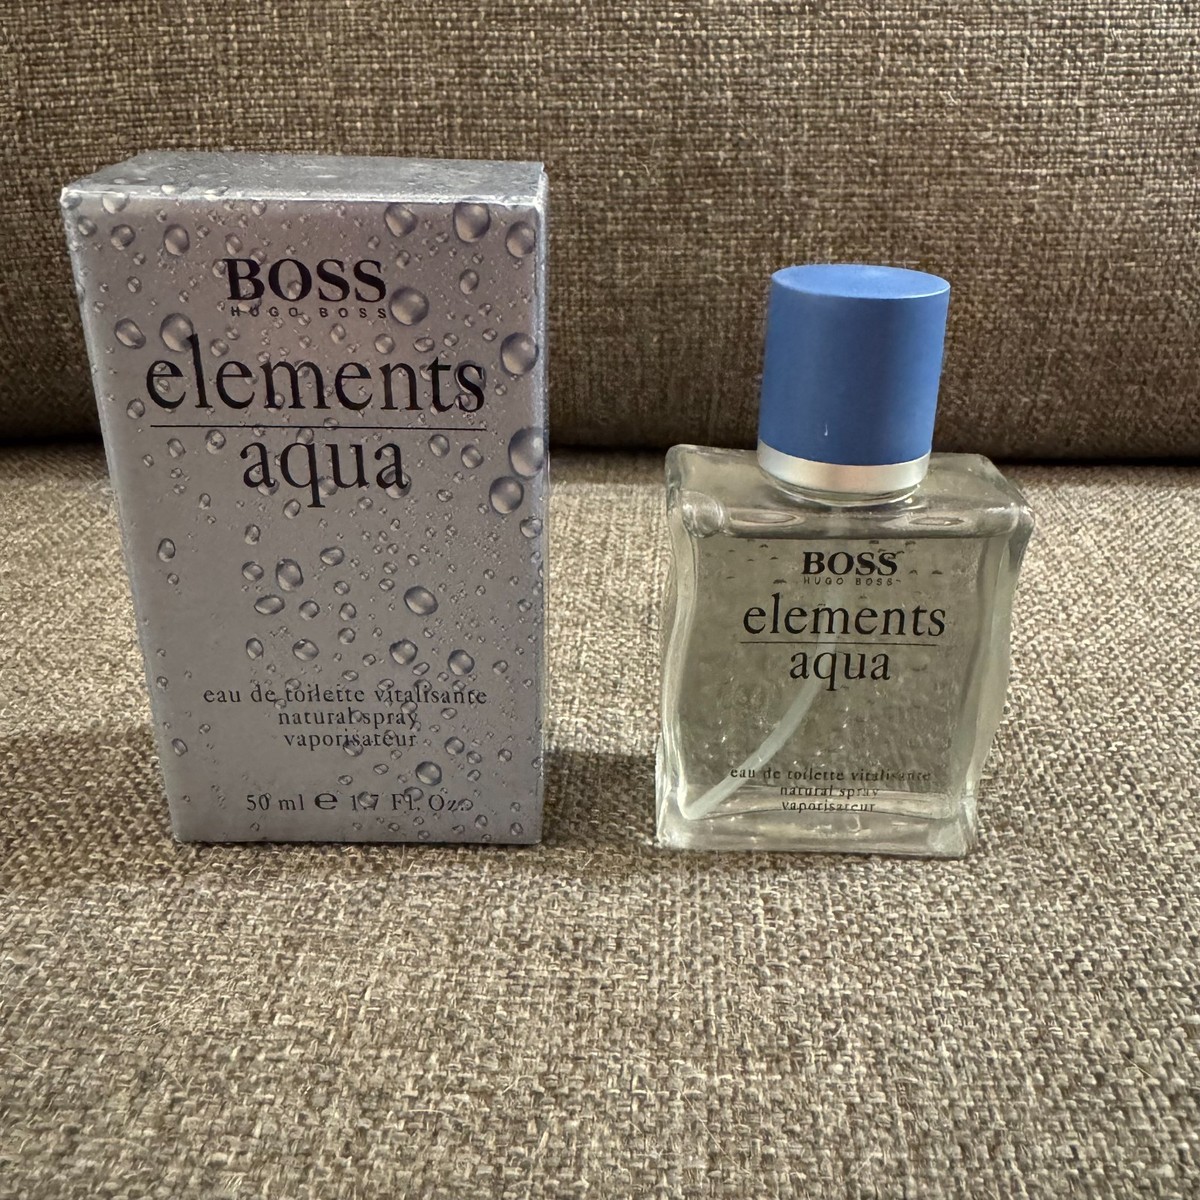 BOSS
HUGO BOSS
elements
aqua
eau de toilette vitalisante
natural spray
vaporisateur
50 ml ℮ 1.7 Fl. Oz.
BOSS
HUGO BOSS
elements
aqua
eau de toilette vitalisante
natural spray
vaporisateur